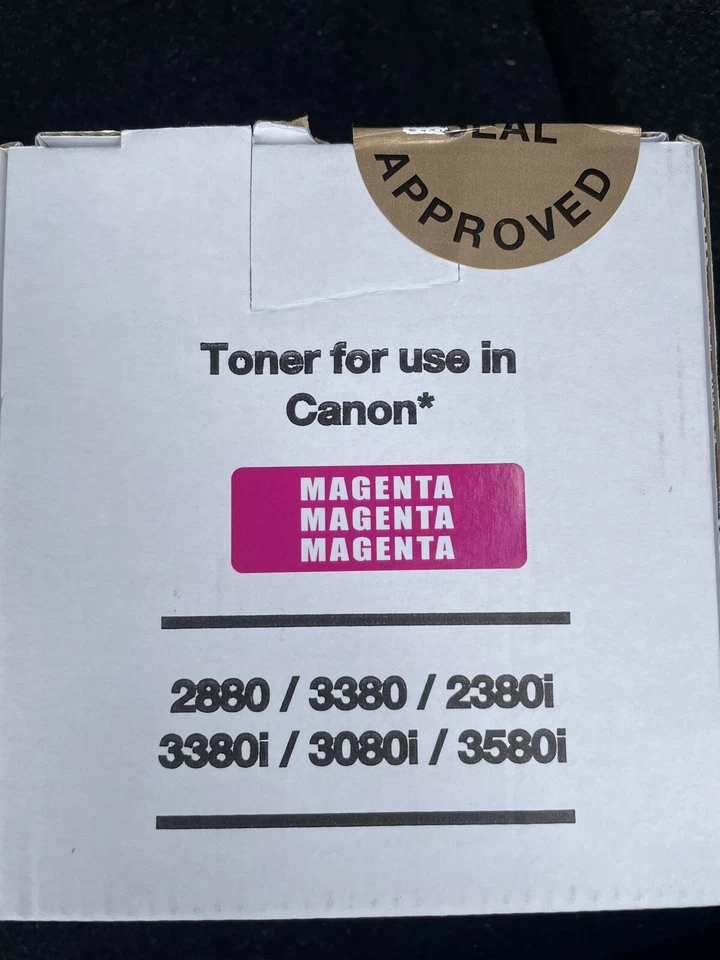 APPROVED
Toner for use in
Canon*
MAGENTA
MAGENTA
MAGENTA
2880 / 3380 / 2380i
3380i / 3080i / 3580i